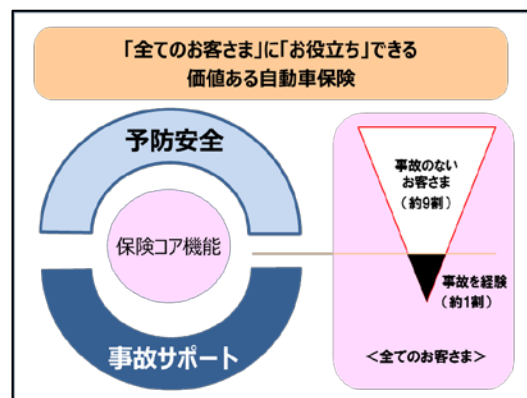 「全てのお客さま」に「お役立ち」できる
価値ある自動車保険
予防安全
保険コア機能
事故サポート
事故のない
お客さま
（約9割）
事故を経験
（約1割）
＜全てのお客さま＞